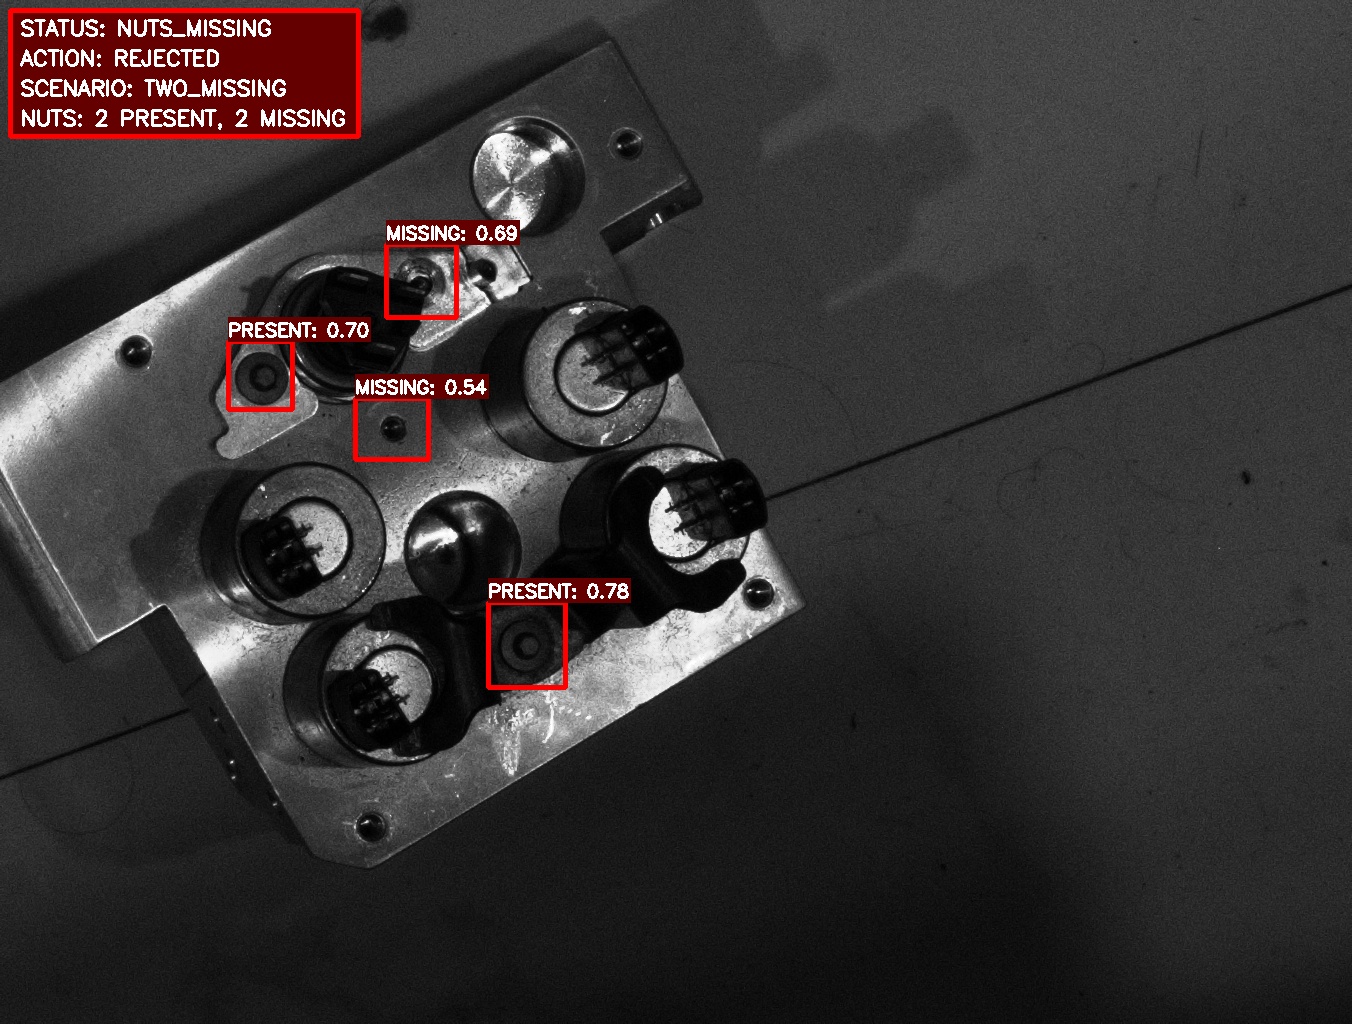 STATUS: NUTS_MISSING
ACTION: REJECTED
SCENARIO: TWO_MISSING
NUTS: 2 PRESENT, 2 MISSING
MISSING: 0.69
PRESENT: 0.70
MISSING: 0.54
PRESENT: 0.78